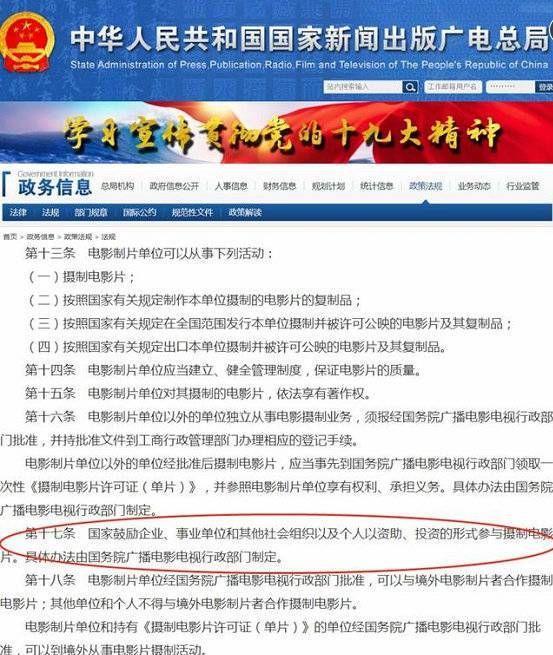 中华人民共和国国家新闻出版广电总局
State Administration of Press,Publication,Radio,Film and Television of The People's Republic of China
站内搜索输入 工作邮箱用户名 ········· 登录
学习宣传贯彻党的十九大精神
Government Information
政务信息 总局机构 政府信息公开 人事信息 财务信息 规划计划 统计信息 政策法规 业务动态 行业监管
法律 法规 部门规章 国际公约 规范性文件 政策解读
首页 > 政务信息 > 政策法规 > 法规
第十三条 电影制片单位可以从事下列活动：
（一）摄制电影片；
（二）按照国家有关规定制作本单位摄制的电影片的复制品；
（三）按照国家有关规定在全国范围发行本单位摄制并被许可公映的电影片及其复制品；
（四）按照国家有关规定出口本单位摄制并被许可公映的电影片及其复制品。
第十四条 电影制片单位应当建立、健全管理制度，保证电影片的质量。
第十五条 电影制片单位对其摄制的电影片，依法享有著作权。
第十六条 电影制片单位以外的单位独立从事电影摄制业务，须报经国务院广播电影电视行政部
门批准，并持批准文件到工商行政管理部门办理相应的登记手续。
电影制片单位以外的单位经批准后摄制电影片，应当事先到国务院广播电影电视行政部门领取一
次性《摄制电影片许可证（单片）》，并参照电影制片单位享有权利、承担义务。具体办法由国务院
广播电影电视行政部门制定。
第十七条 国家鼓励企业、事业单位和其他社会组织以及个人以资助、投资的形式参与摄制电影
片。具体办法由国务院广播电影电视行政部门制定。
第十八条 电影制片单位经国务院广播电影电视行政部门批准，可以与境外电影制片者合作摄制
电影片；其他单位和个人不得与境外电影制片者合作摄制电影片。
电影制片单位和持有《摄制电影片许可证（单片）》的单位经国务院广播电影电视行政部门批
准，可以到境外从事电影片摄制活动。